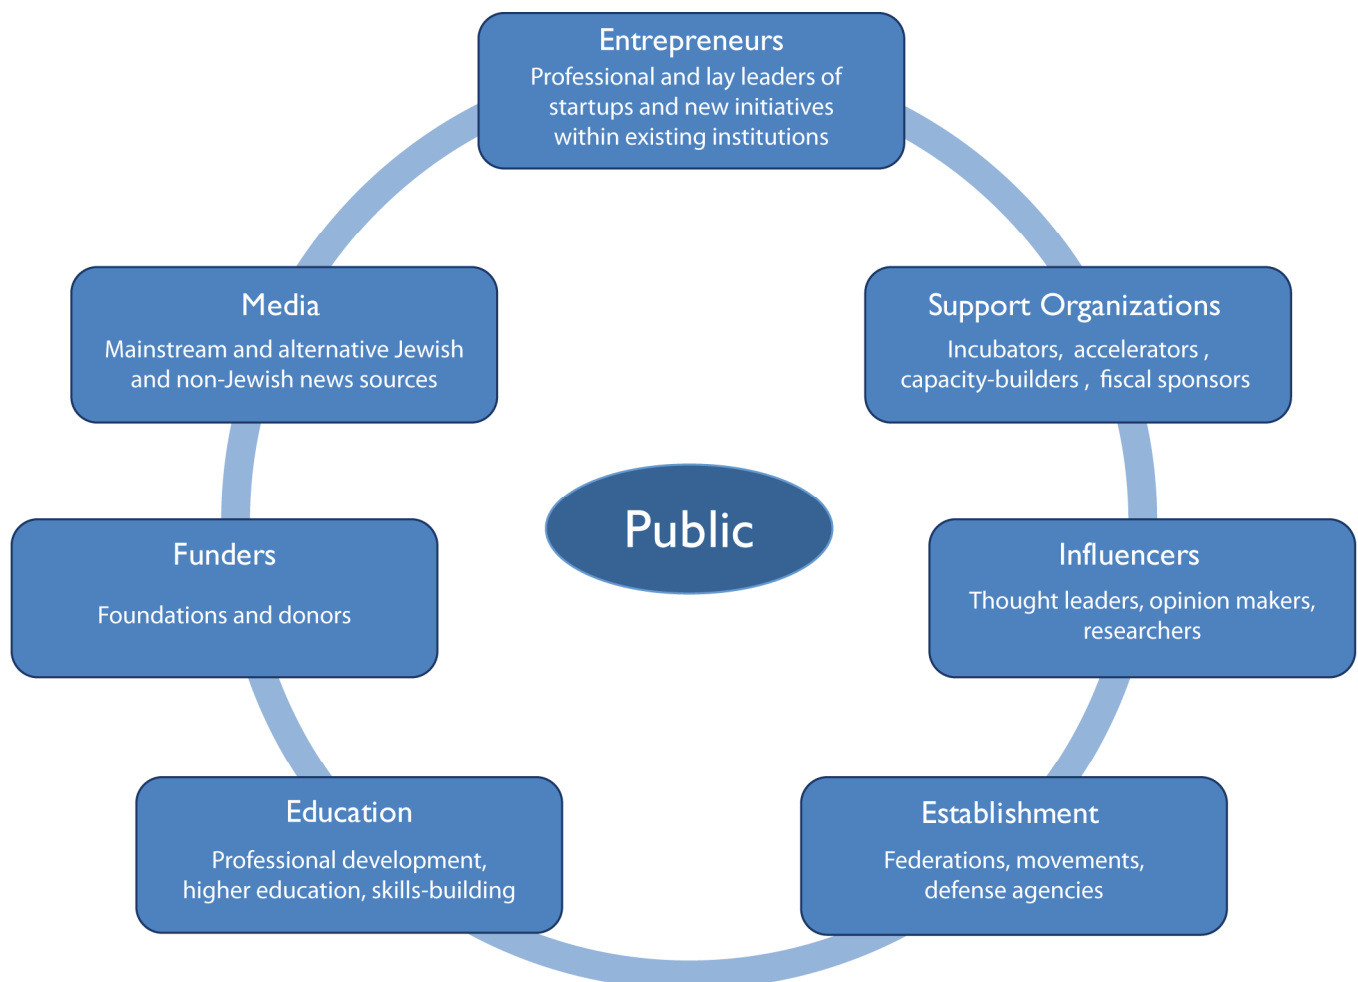 Entrepreneurs
Professional and lay leaders of
startups and new initiatives
within existing institutions
Media
Mainstream and alternative Jewish
and non-Jewish news sources
Support Organizations
Incubators, accelerators ,
capacity-builders , fiscal sponsors
Public
Funders
Foundations and donors
Influencers
Thought leaders, opinion makers,
researchers
Education
Professional development,
higher education, skills-building
Establishment
Federations, movements,
defense agencies